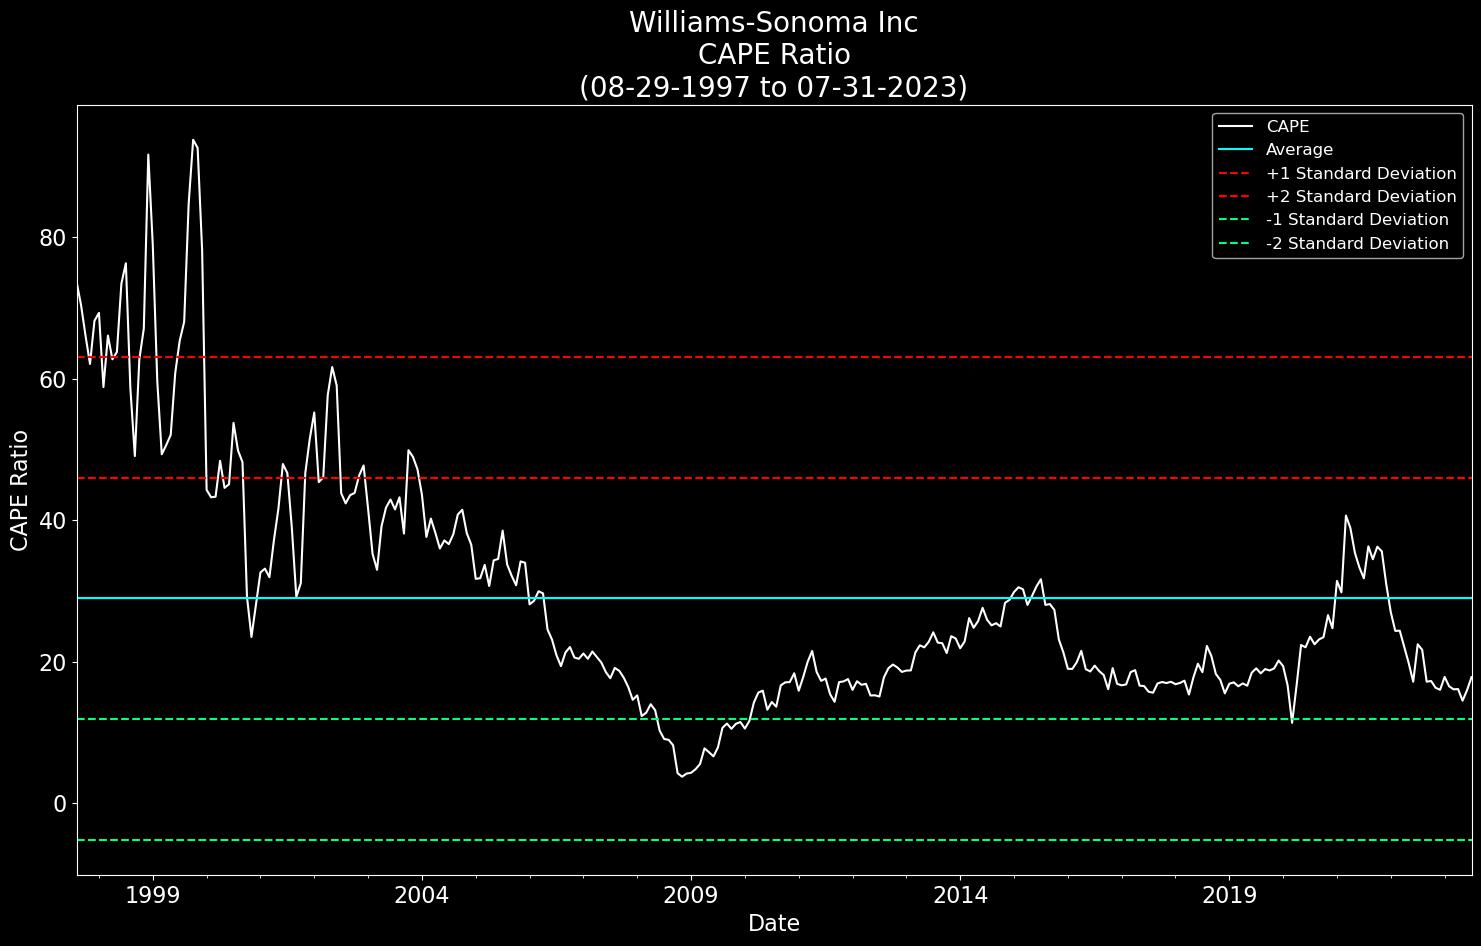 Williams-Sonoma Inc
CAPE Ratio
(08-29-1997 to 07-31-2023)
CAPE
Average
+1 Standard Deviation
+2 Standard Deviation
-1 Standard Deviation
-2 Standard Deviation
CAPE Ratio
80
60
40
20
0
1999 2004 2009 2014 2019
Date